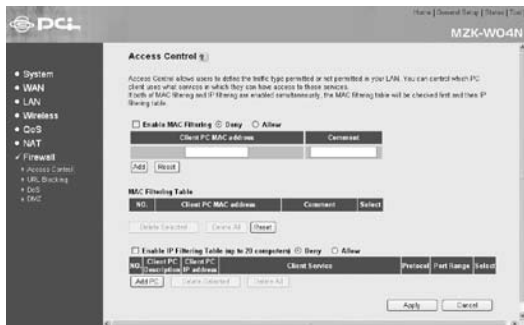 Home | General Setup | Status | Tool
PCi
MZK-W04N
System
WAN
LAN
Wireless
QoS
NAT
Firewall
Access Control
URL Blocking
DoS
DMZ
Access Control
Access Control allows users to define the traffic type permitted or not permitted in your LAN. You can control which PC
client uses what services in which they can have access to these services.
If both of MAC filtering and IP filtering are enabled simultaneously, the MAC filtering table will be checked first and then IP
filtering table.
Enable MAC Filtering Deny Allow
Client PC MAC address Comment
Add Reset
MAC Filtering Table
NO. Client PC MAC address Comment Select
Delete Selected Delete All Reset
Enable IP Filtering Table (up to 20 computers) Deny Allow
NO. Client PC Description Client PC IP address Client Service Protocol Port Range Select
Add PC Delete Selected Delete All
Apply Cancel